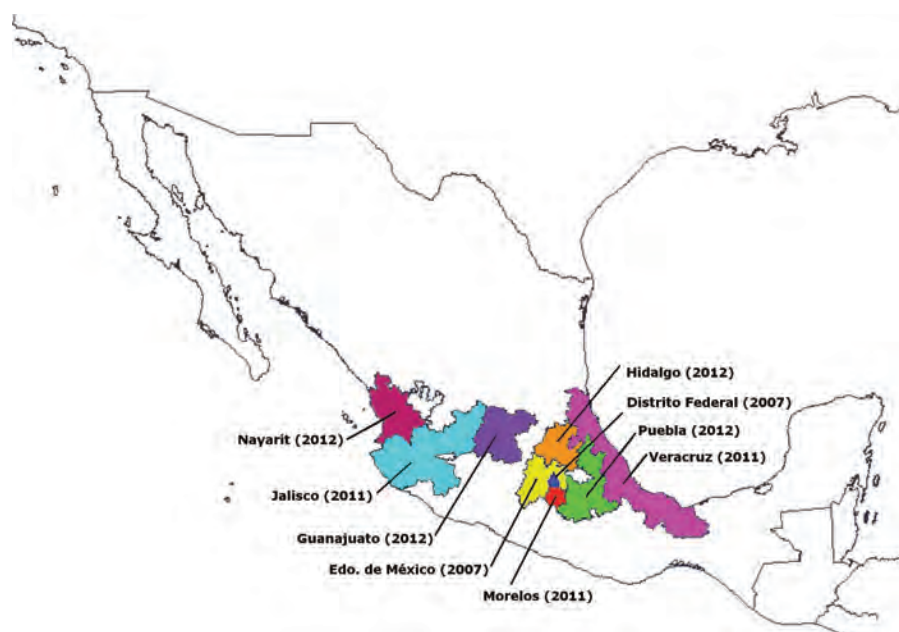 Hidalgo (2012)
Distrito Federal (2007)
Puebla (2012)
Veracruz (2011)
Nayarit (2012)
Jalisco (2011)
Guanajuato (2012)
Edo. de México (2007)
Morelos (2011)